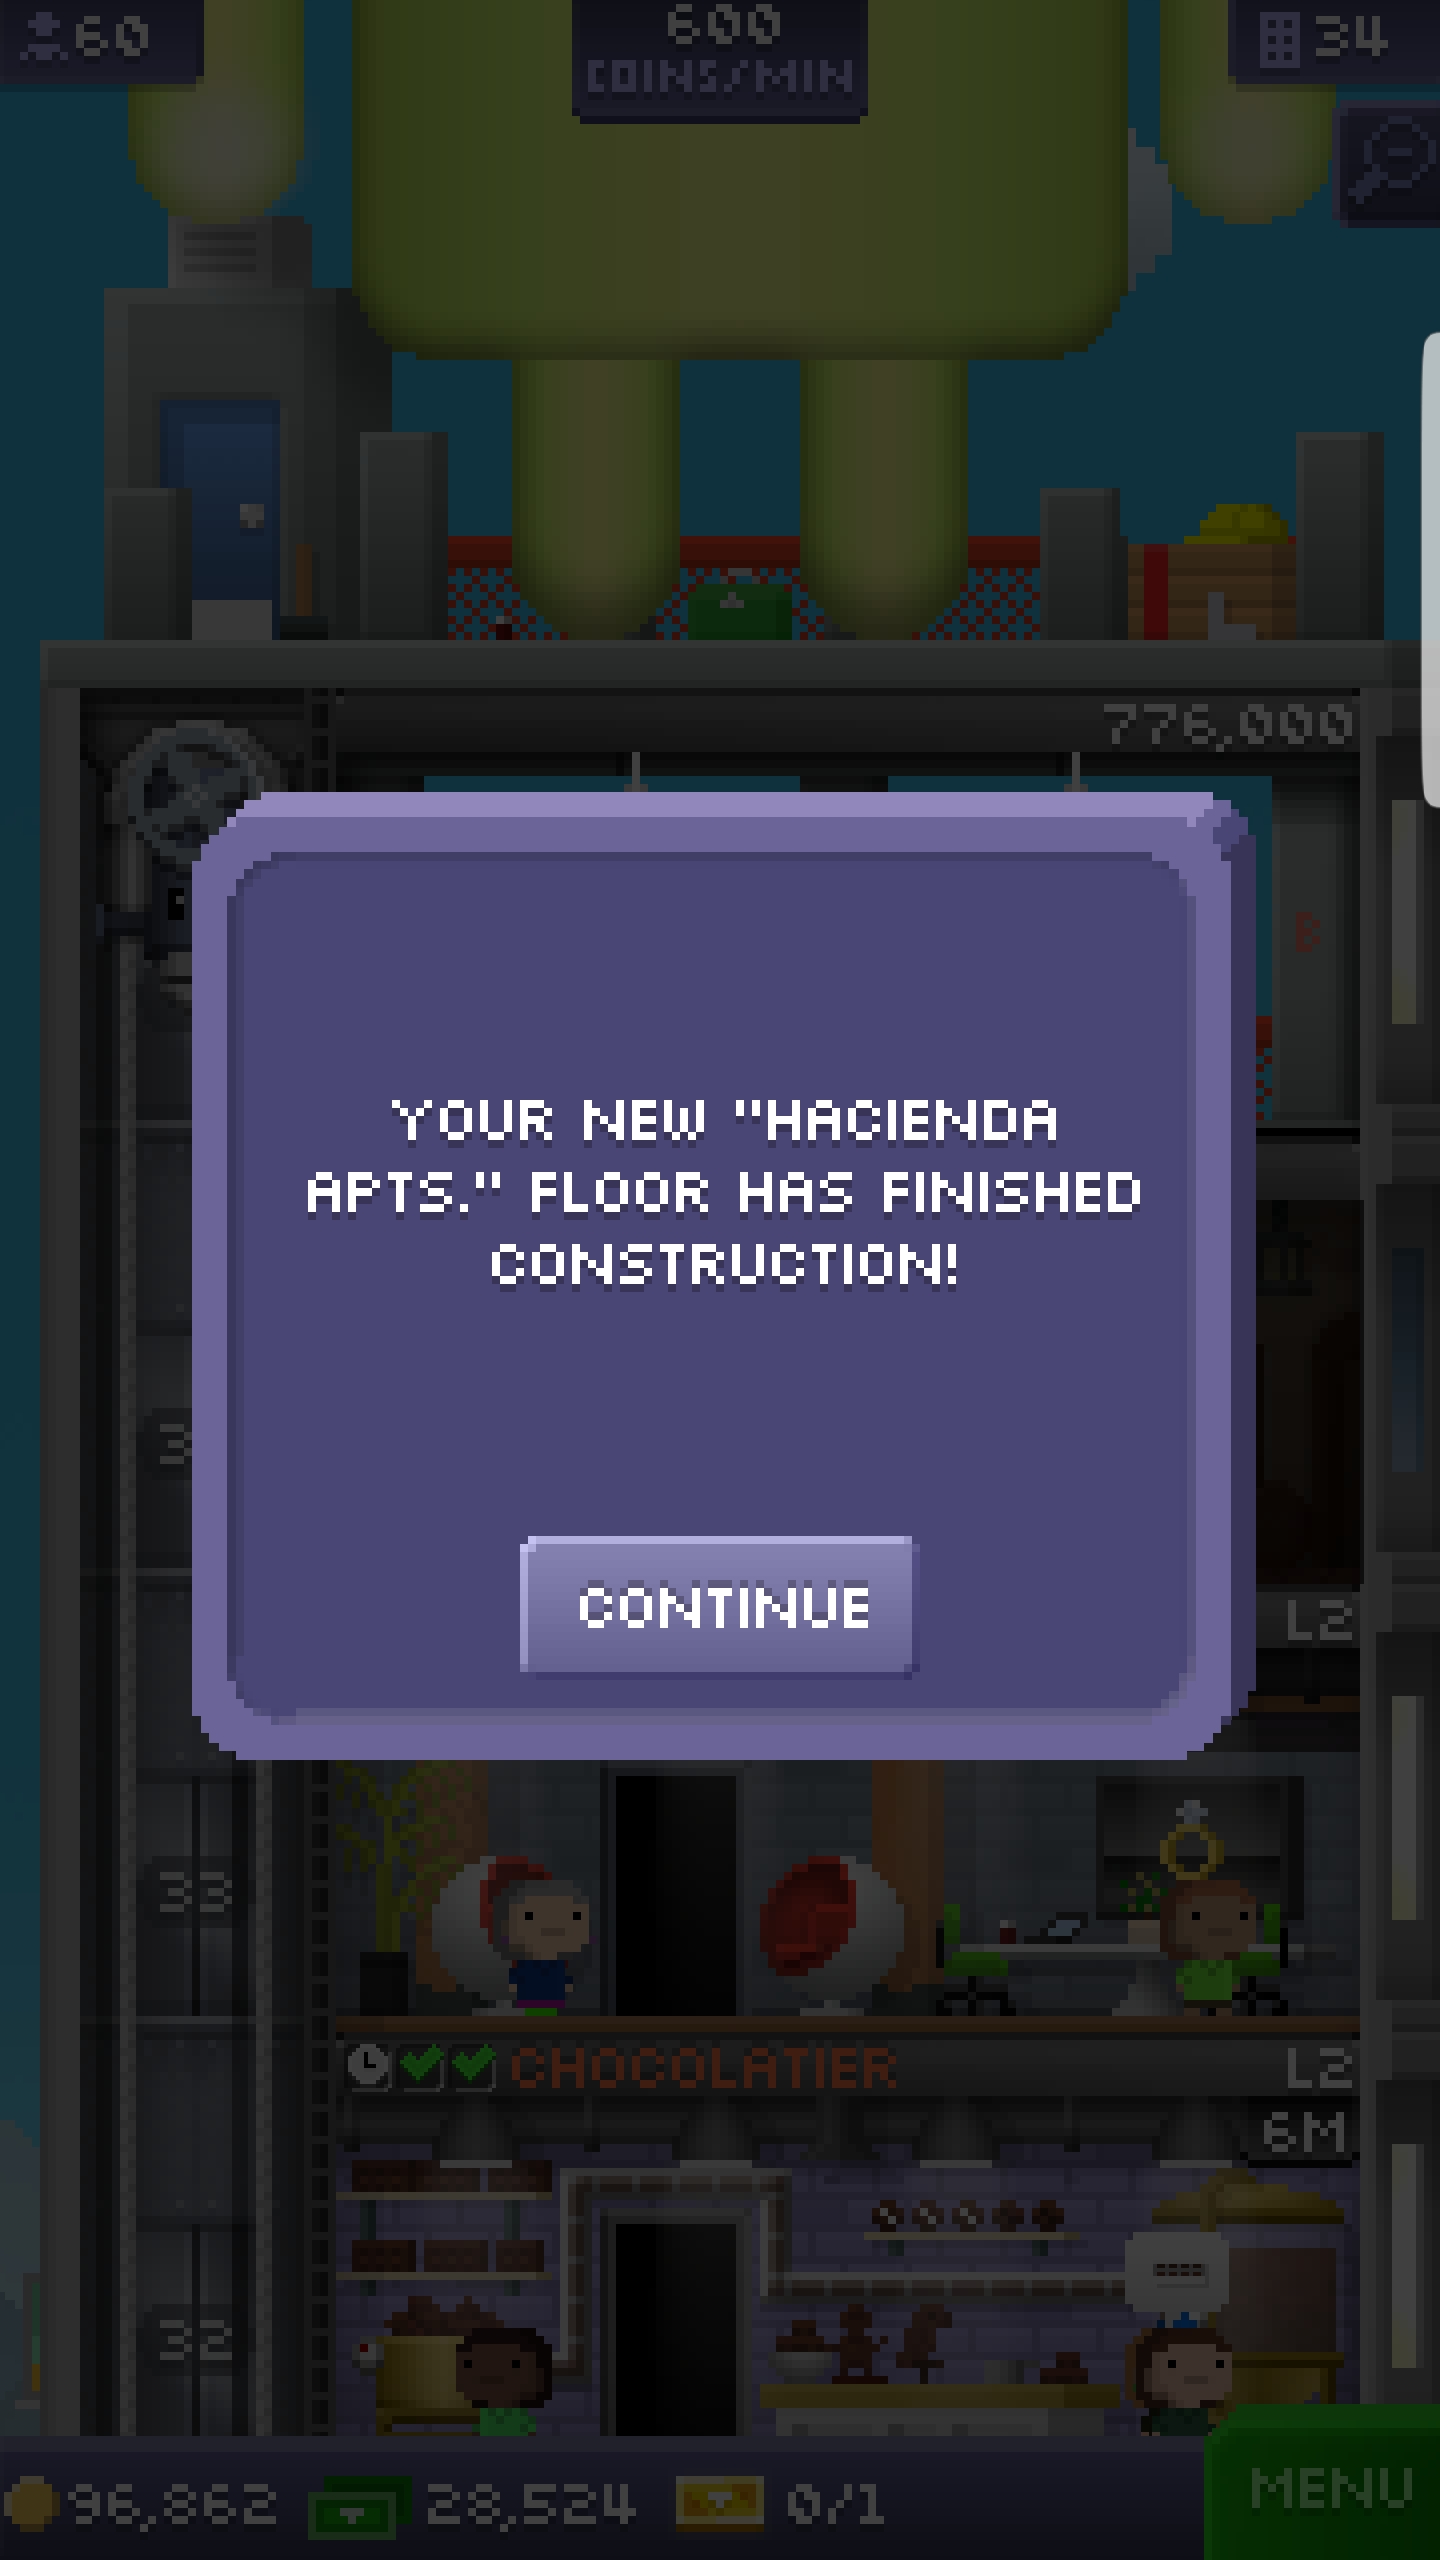 60
600
COINS/MIN
34
776,000
B
YOUR NEW "HACIENDA
APTS." FLOOR HAS FINISHED
CONSTRUCTION!
CONTINUE
L2
33
CHOCOLATIER
L2
6M
32
96,862
28,524
0/1
MENU